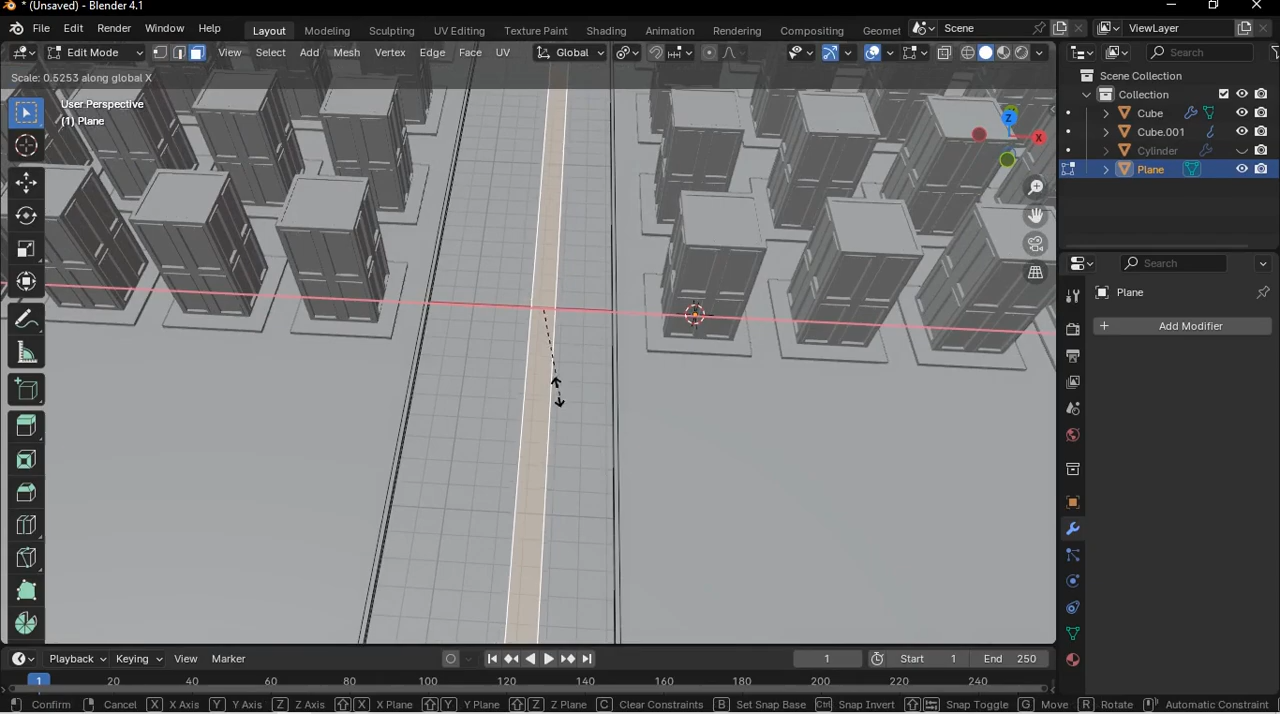 * (Unsaved) - Blender 4.1
File Edit Render Window Help Layout Modeling Sculpting UV Editing Texture Paint Shading Animation Rendering Compositing Geomet Scene ViewLayer
Edit Mode View Select Add Mesh Vertex Edge Face UV Global Search
Scale: 0.5253 along global X
User Perspective
(1) Plane
Z
X
Scene Collection
Collection
Cube
Cube.001
Cylinder
Plane
Search
Plane
+ Add Modifier
Playback Keying View Marker 1 Start 1 End 250
1 20 40 60 80 100 120 140 160 180 200 220 240
Confirm Cancel X X Axis Y Y Axis Z Z Axis X X Plane Y Y Plane Z Z Plane C Clear Constraints B Set Snap Base Ctrl Snap Invert Snap Toggle G Move R Rotate Automatic Constraint